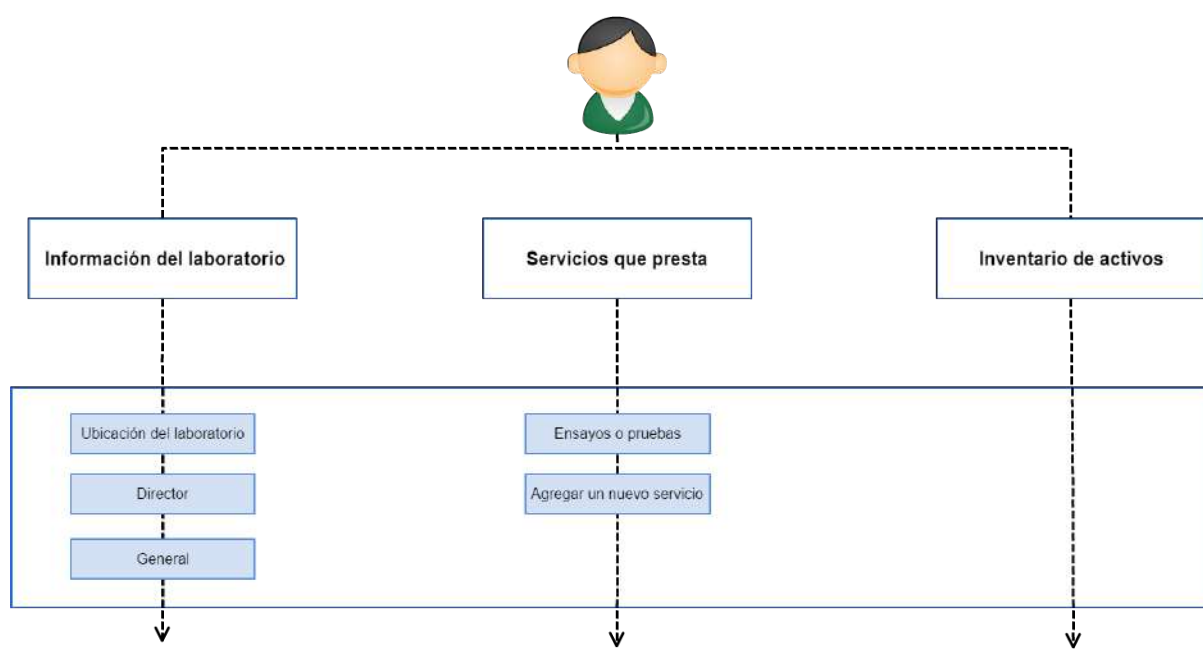 Información del laboratorio
Servicios que presta
Inventario de activos
Ubicación del laboratorio
Ensayos o pruebas
Director
Agregar un nuevo servicio
General